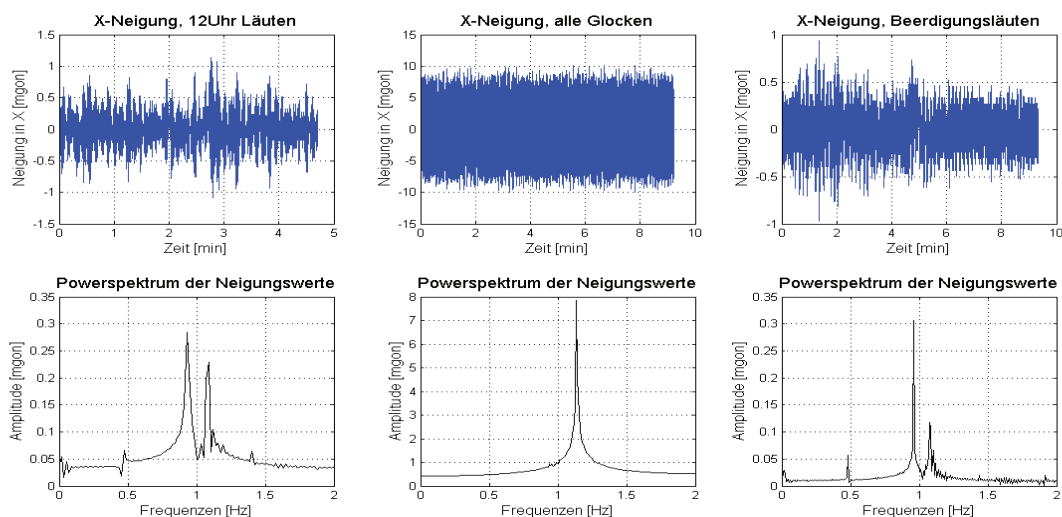 X-Neigung, 12Uhr Läuten
1.5
1
0.5
0
-0.5
-1
-1.5
Neigung in X [mgon]
0 1 2 3 4 5
Zeit [min]
X-Neigung, alle Glocken
15
10
5
0
-5
-10
-15
Neigung in X [mgon]
0 2 4 6 8 10
Zeit [min]
X-Neigung, Beerdigungsläuten
1
0.5
0
-0.5
-1
Neigung in X [mgon]
0 2 4 6 8 10
Zeit [min]
Powerspektrum der Neigungswerte
0.35
0.3
0.25
0.2
0.15
0.1
0.05
0
Amplitude [mgon]
0 0.5 1 1.5 2
Frequenzen [Hz]
Powerspektrum der Neigungswerte
8
7
6
5
4
3
2
1
0
Amplitude [mgon]
0 0.5 1 1.5 2
Frequenzen [Hz]
Powerspektrum der Neigungswerte
0.35
0.3
0.25
0.2
0.15
0.1
0.05
0
Amplitude [mgon]
0 0.5 1 1.5 2
Frequenzen [Hz]